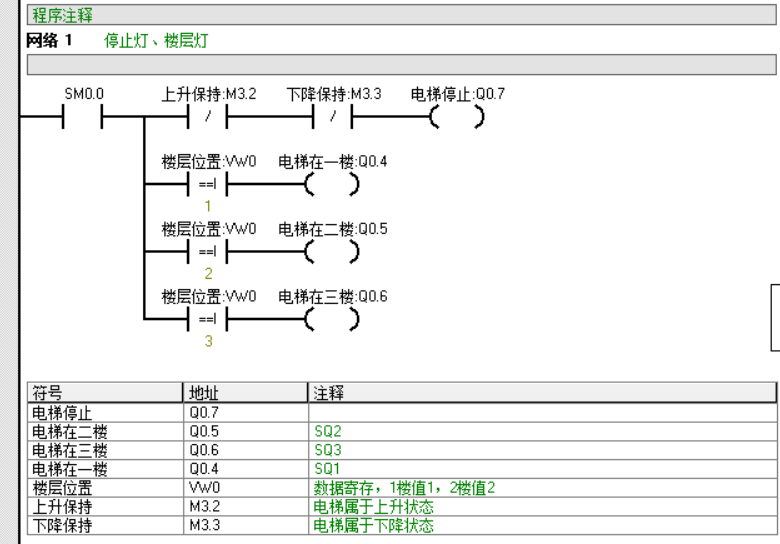 程序注释
网络 1 停止灯、楼层灯
SM0.0 上升保持:M3.2 下降保持:M3.3 电梯停止:Q0.7
/ /
楼层位置:VW0 电梯在一楼:Q0.4
==I
1
楼层位置:VW0 电梯在二楼:Q0.5
==I
2
楼层位置:VW0 电梯在三楼:Q0.6
==I
3
符号 地址 注释
电梯停止 Q0.7
电梯在二楼 Q0.5 SQ2
电梯在三楼 Q0.6 SQ3
电梯在一楼 Q0.4 SQ1
楼层位置 VW0 数据寄存，1楼值1，2楼值2
上升保持 M3.2 电梯属于上升状态
下降保持 M3.3 电梯属于下降状态